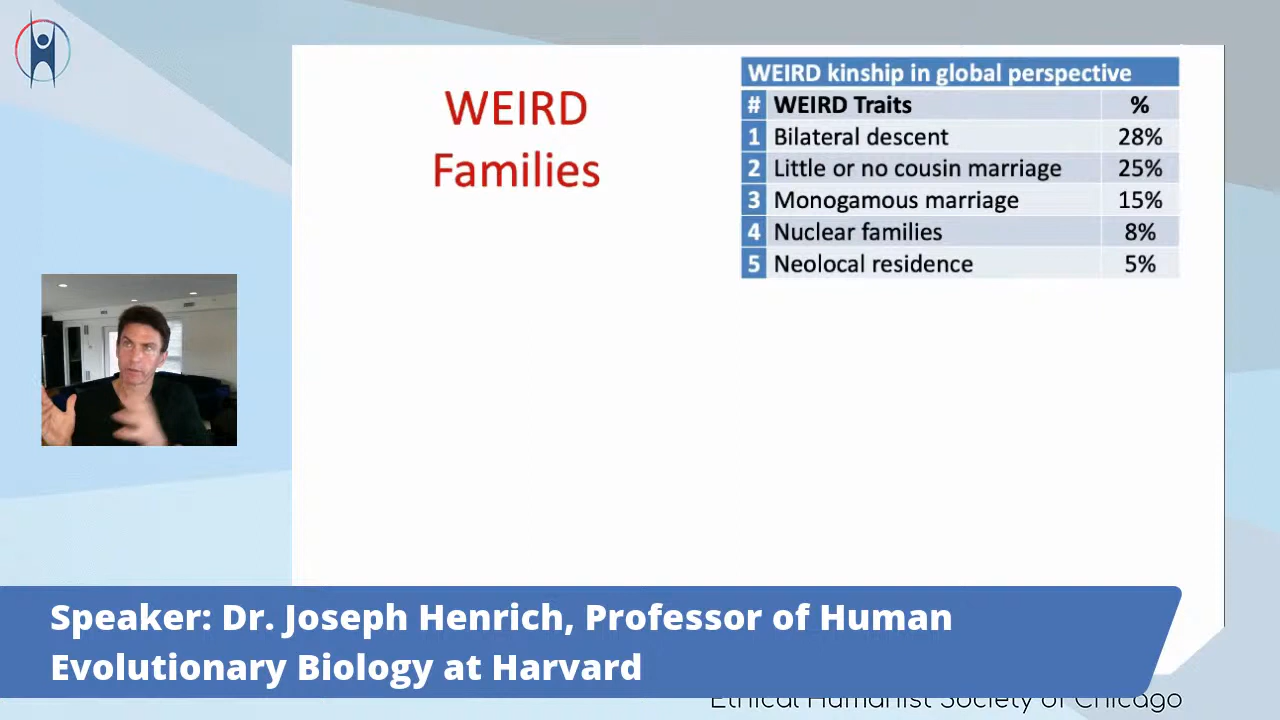 WEIRD
Families
WEIRD kinship in global perspective
# WEIRD Traits %
1 Bilateral descent 28%
2 Little or no cousin marriage 25%
3 Monogamous marriage 15%
4 Nuclear families 8%
5 Neolocal residence 5%
Speaker: Dr. Joseph Henrich, Professor of Human
Evolutionary Biology at Harvard
Ethical Humanist Society of Chicago